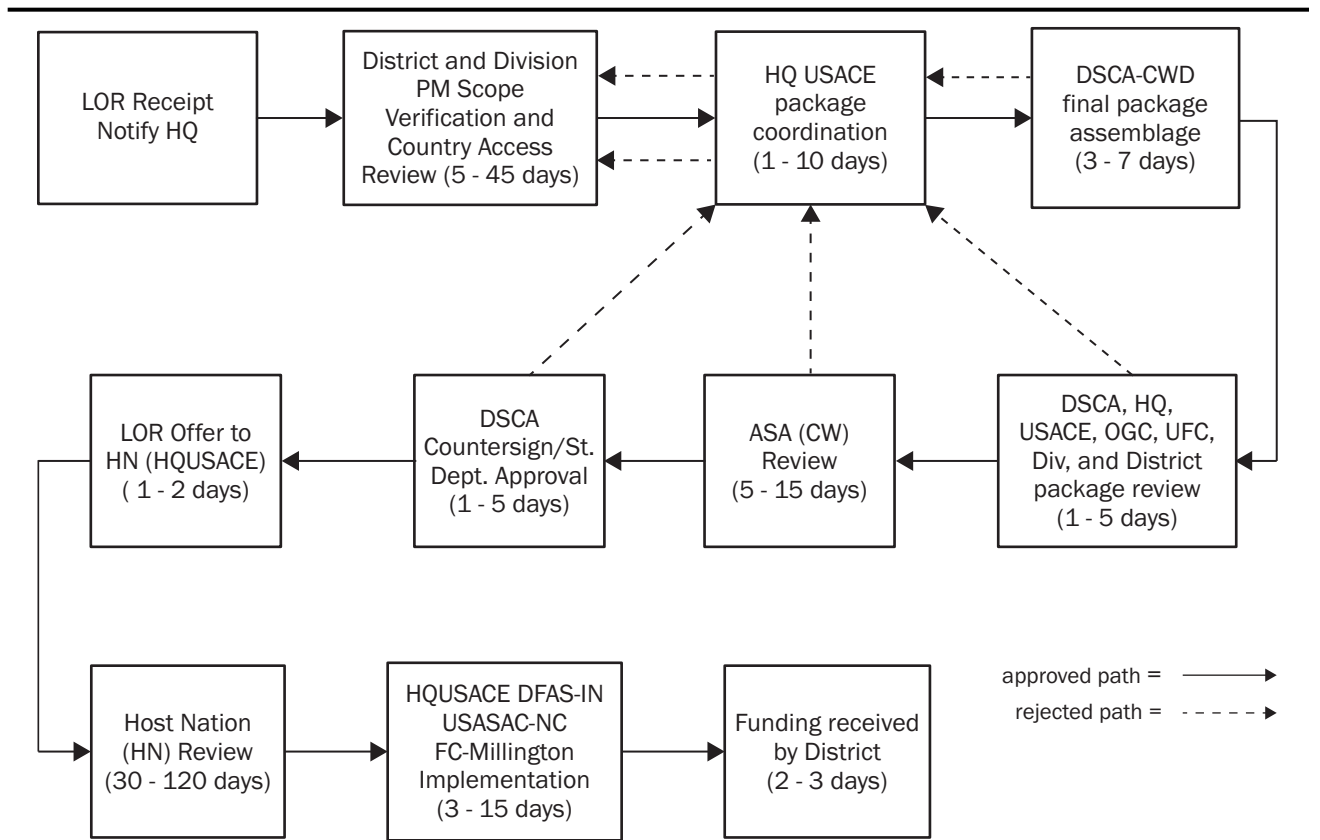 LOR Receipt
Notify HQ
District and Division
PM Scope
Verification and
Country Access
Review (5 - 45 days)
HQ USACE
package
coordination
(1 - 10 days)
DSCA-CWD
final package
assemblage
(3 - 7 days)
DSCA, HQ,
USACE, OGC, UFC,
Div, and District
package review
(1 - 5 days)
ASA (CW)
Review
(5 - 15 days)
DSCA
Countersign/St.
Dept. Approval
(1 - 5 days)
LOR Offer to
HN (HQUSACE)
( 1 - 2 days)
Host Nation
(HN) Review
(30 - 120 days)
HQUSACE DFAS-IN
USASAC-NC
FC-Millington
Implementation
(3 - 15 days)
Funding received
by District
(2 - 3 days)
approved path =
rejected path =